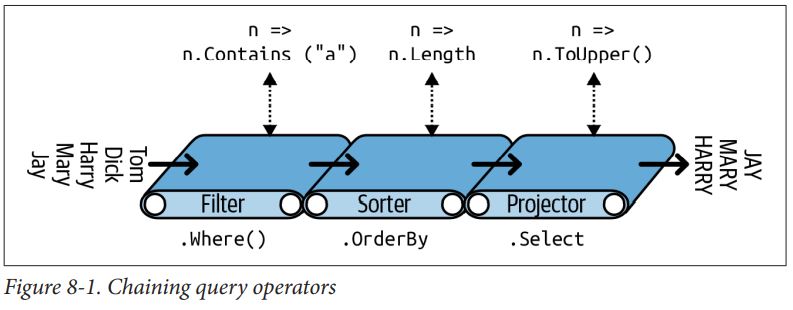 n =>
n.Contains ("a")
n =>
n.Length
n =>
n.ToUpper()
Tom
Dick
Harry
Mary
Jay
Filter
Sorter
Projector
.Where()
.OrderBy
.Select
JAY
MARY
HARRY
Figure 8-1. Chaining query operators